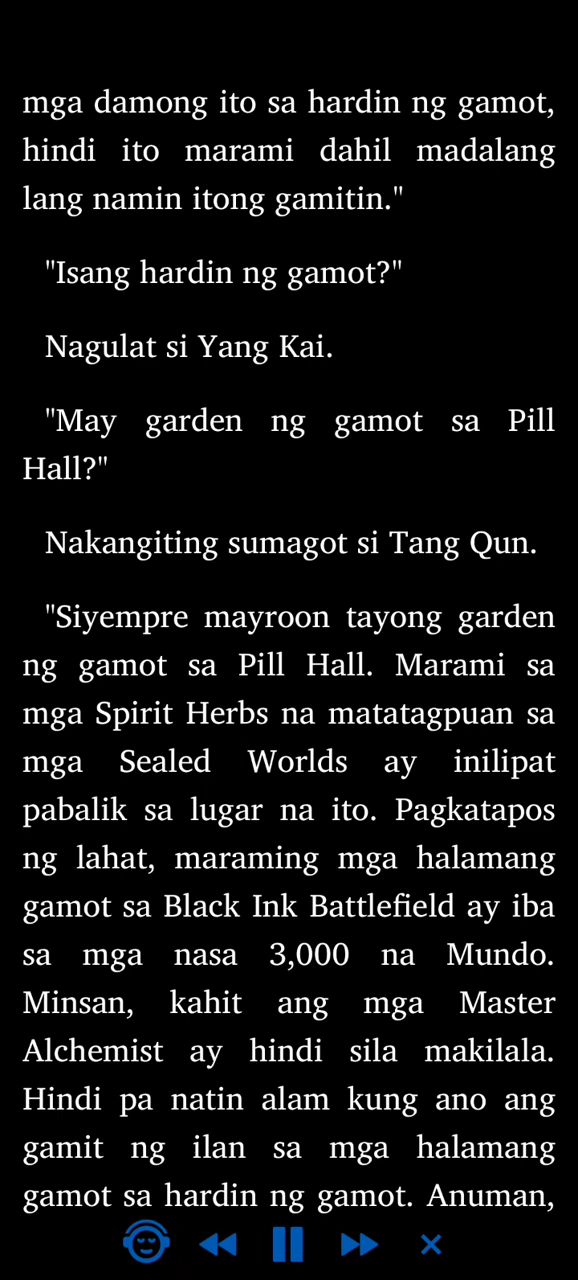 mga damong ito sa hardin ng gamot,
hindi ito marami dahil madalang
lang namin itong gamitin."
"Isang hardin ng gamot?"
Nagulat si Yang Kai.
"May garden ng gamot sa Pill
Hall?"
Nakangiting sumagot si Tang Qun.
"Siyempre mayroon tayong garden
ng gamot sa Pill Hall. Marami sa
mga Spirit Herbs na matatagpuan sa
mga Sealed Worlds ay inilipat
pabalik sa lugar na ito. Pagkatapos
ng lahat, maraming mga halamang
gamot sa Black Ink Battlefield ay iba
sa mga nasa 3,000 na Mundo.
Minsan, kahit ang mga Master
Alchemist ay hindi sila makilala.
Hindi pa natin alam kung ano ang
gamit ng ilan sa mga halamang
gamot sa hardin ng gamot. Anuman,